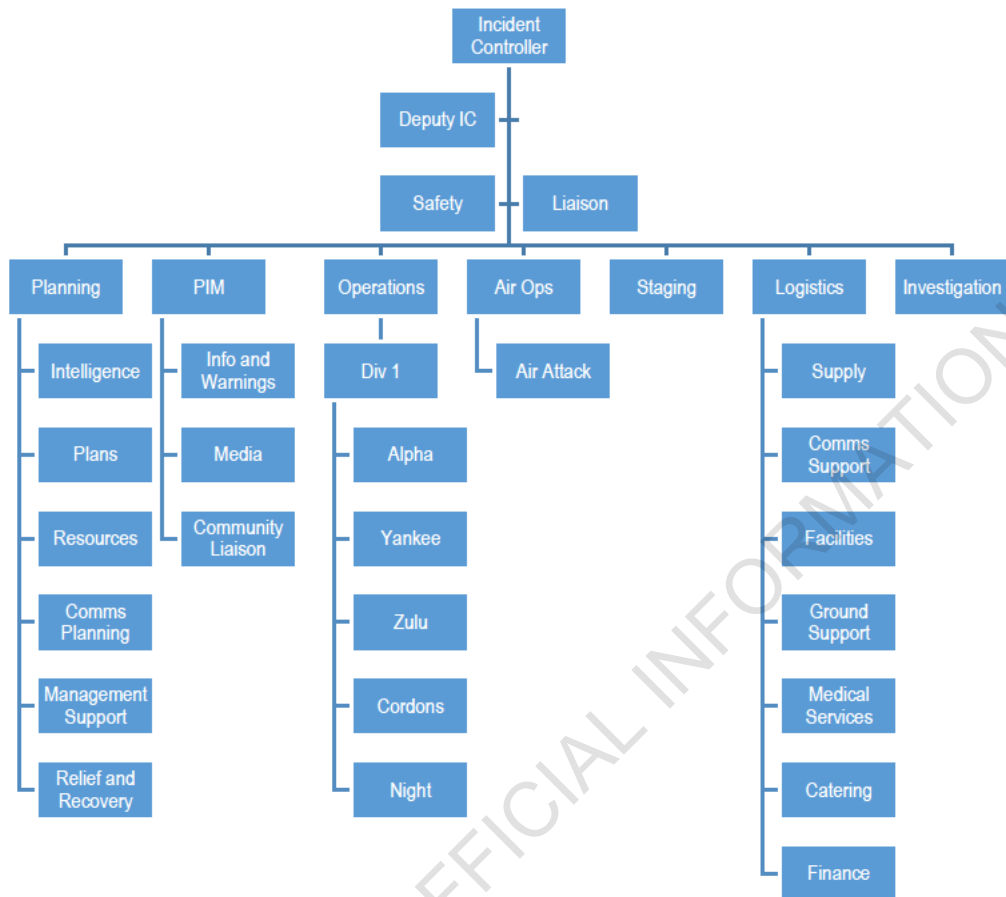 Incident
Controller
Deputy IC
Safety
Liaison
Planning
PIM
Operations
Air Ops
Staging
Logistics
Investigation
Intelligence
Info and
Warnings
Div 1
Air Attack
Supply
Plans
Media
Alpha
Comms
Support
Resources
Community
Liaison
Yankee
Facilities
Comms
Planning
Zulu
Ground
Support
Management
Support
Cordons
Medical
Services
Relief and
Recovery
Night
Catering
Finance
FFICIAL INFORMATION